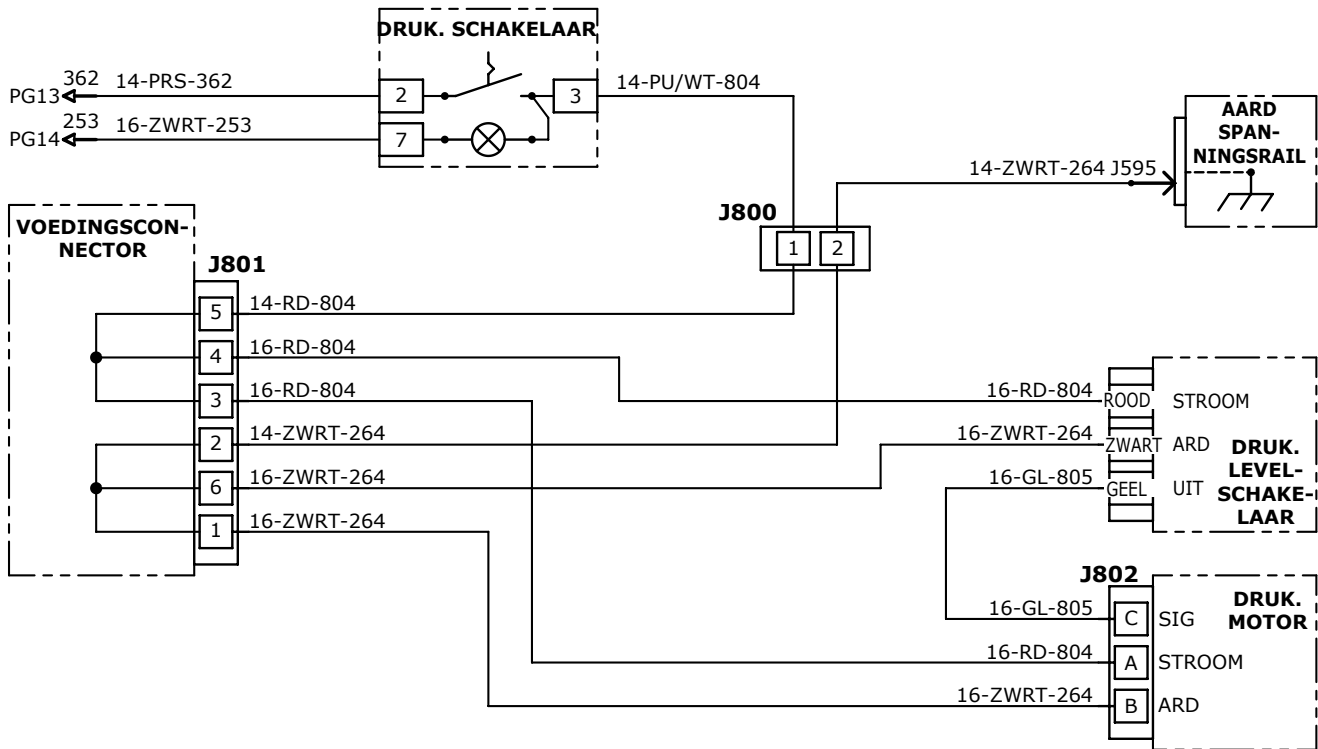 DRUK. SCHAKELAAR
PG13 362 14-PRS-362 2 3 14-PU/WT-804
PG14 253 16-ZWRT-253 7
AARD
SPAN-
NINGSRAIL
14-ZWRT-264 J595
J800
1 2
VOEDINGSCON-
NECTOR
J801
5 14-RD-804
4 16-RD-804
3 16-RD-804
2 14-ZWRT-264
6 16-ZWRT-264
1 16-ZWRT-264
16-RD-804 ROOD STROOM
16-ZWRT-264 ZWART ARD
16-GL-805 GEEL UIT
DRUK.
LEVEL-
SCHAKE-
LAAR
J802
DRUK.
MOTOR
16-GL-805 C SIG
16-RD-804 A STROOM
16-ZWRT-264 B ARD